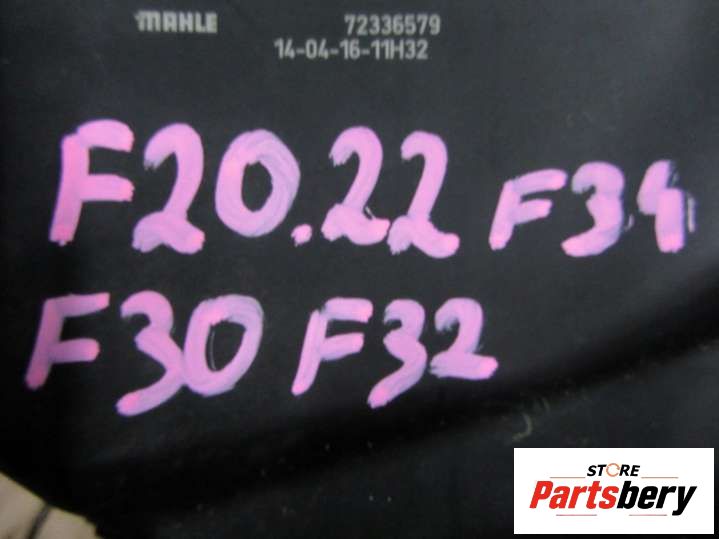 MAHLE 72336579
14-04-16-11H32
F20.22 F34
F30 F32
STORE
Partsbery